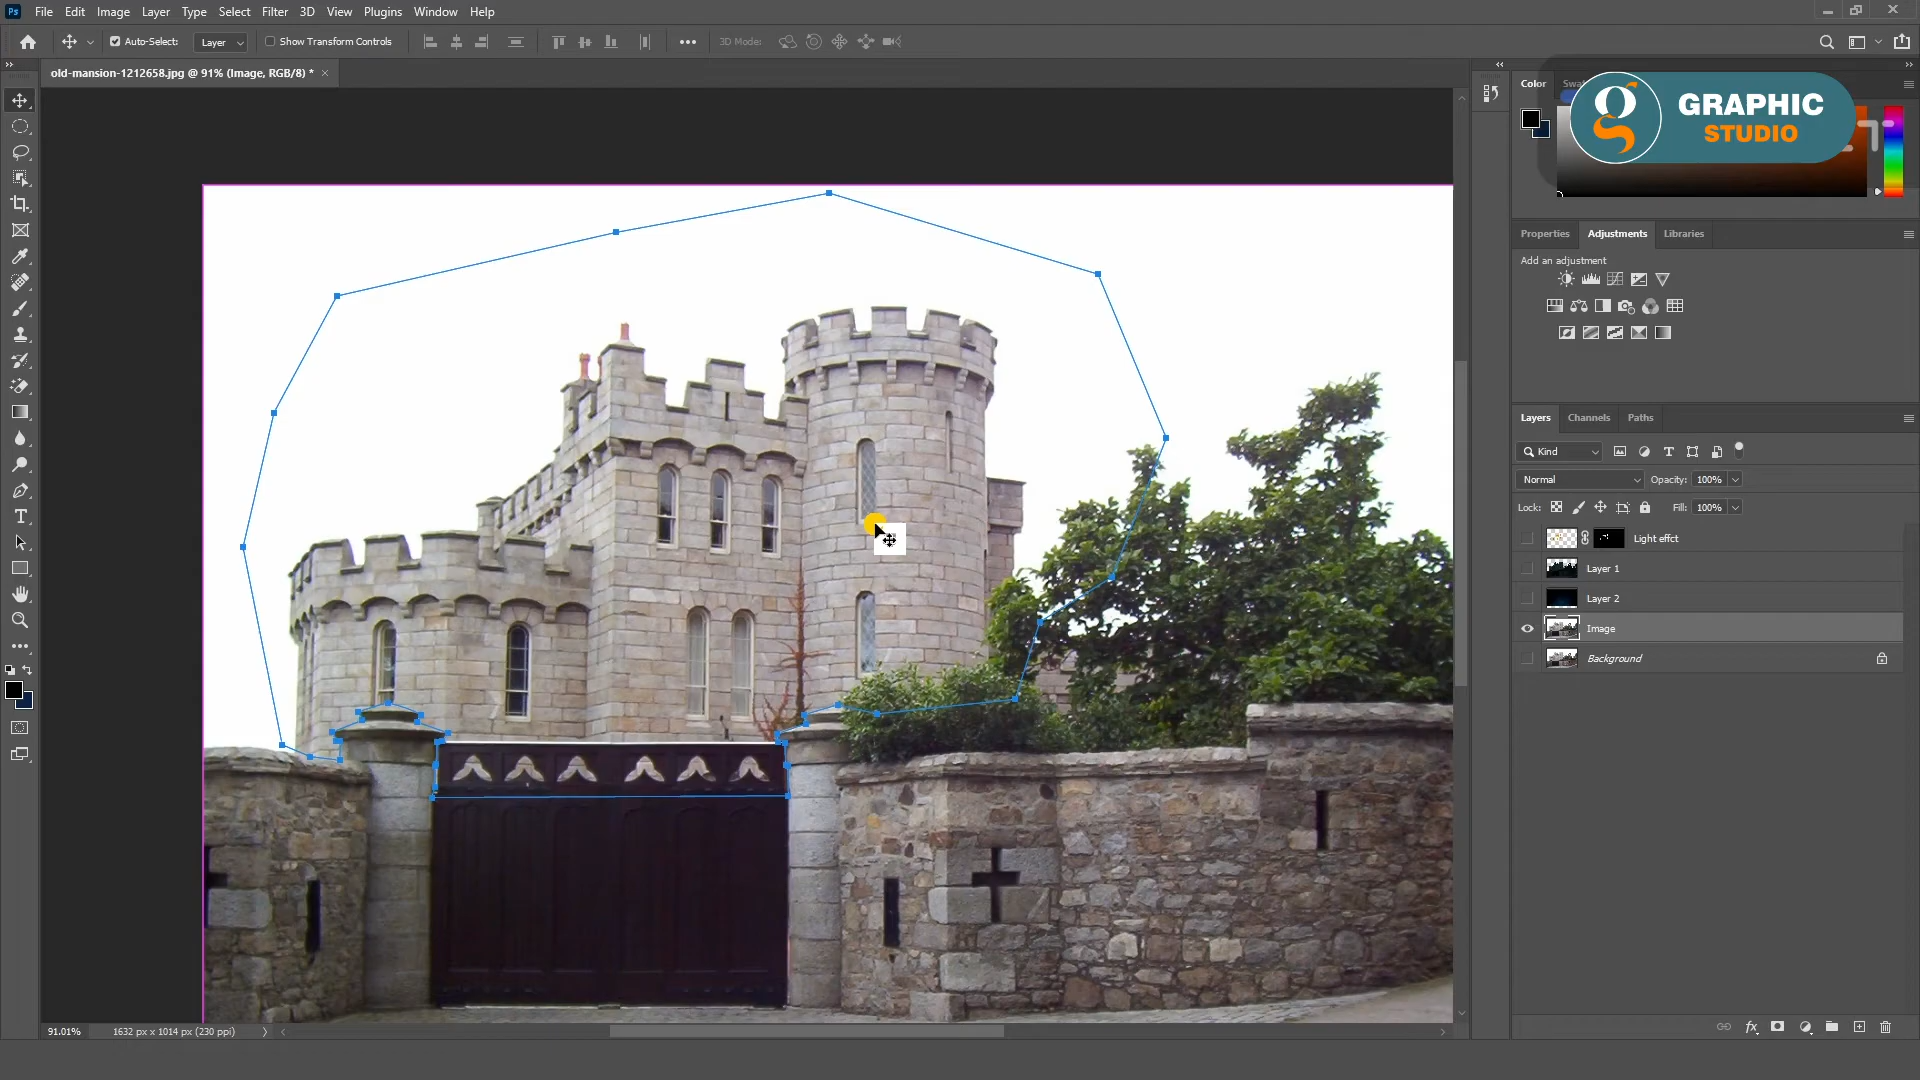 Ps File Edit Image Layer Type Select Filter 3D View Plugins Window Help
Auto-Select: Layer Show Transform Controls 3D Mode:
old-mansion-1212658.jpg @ 91% (Image, RGB/8) *
Color
GRAPHIC
STUDIO
Properties Adjustments Libraries
Add an adjustment
Layers Channels Paths
Kind
Normal Opacity: 100%
Lock: Fill: 100%
Light effct
Layer 1
Layer 2
Image
Background
91.01% 1632 px x 1014 px (230 ppi)